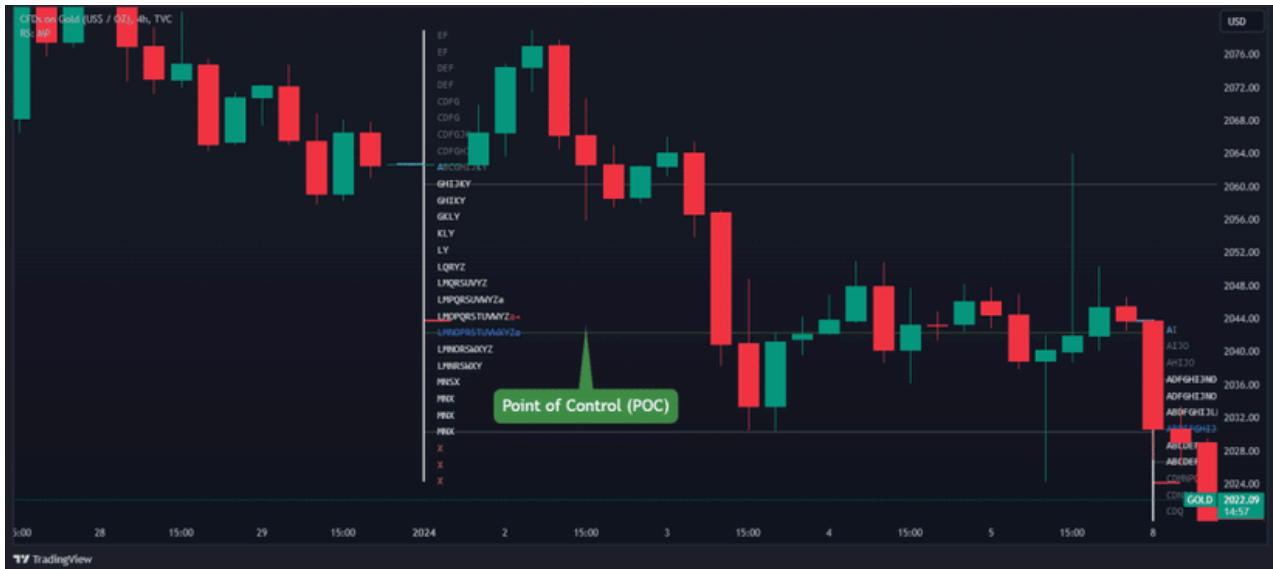 CFDs on Gold (US$ / OZ), 4h, TVC
USD
EF
EF
DEF
DEF
CDFG
CDFG
GHIJKY
GHIKY
GKLY
KLY
LY
LQRYZ
LMQRSUVYZ
LMPQRSUVWYZa
LMNRSWXY
MNSX
MNX
MNX
MNX
X
X
X
Point of Control (POC)
AI
AIJO
AHIJO
ADFGHIJNO
ADFGHIJNO
CDQ
2076.00
2072.00
2068.00
2064.00
2060.00
2056.00
2052.00
2048.00
2044.00
2040.00
2036.00
2032.00
2028.00
2024.00
GOLD 2022.09
14:57
28 15:00 29 15:00 2024 2 15:00 3 15:00 4 15:00 5 15:00 8
TradingView